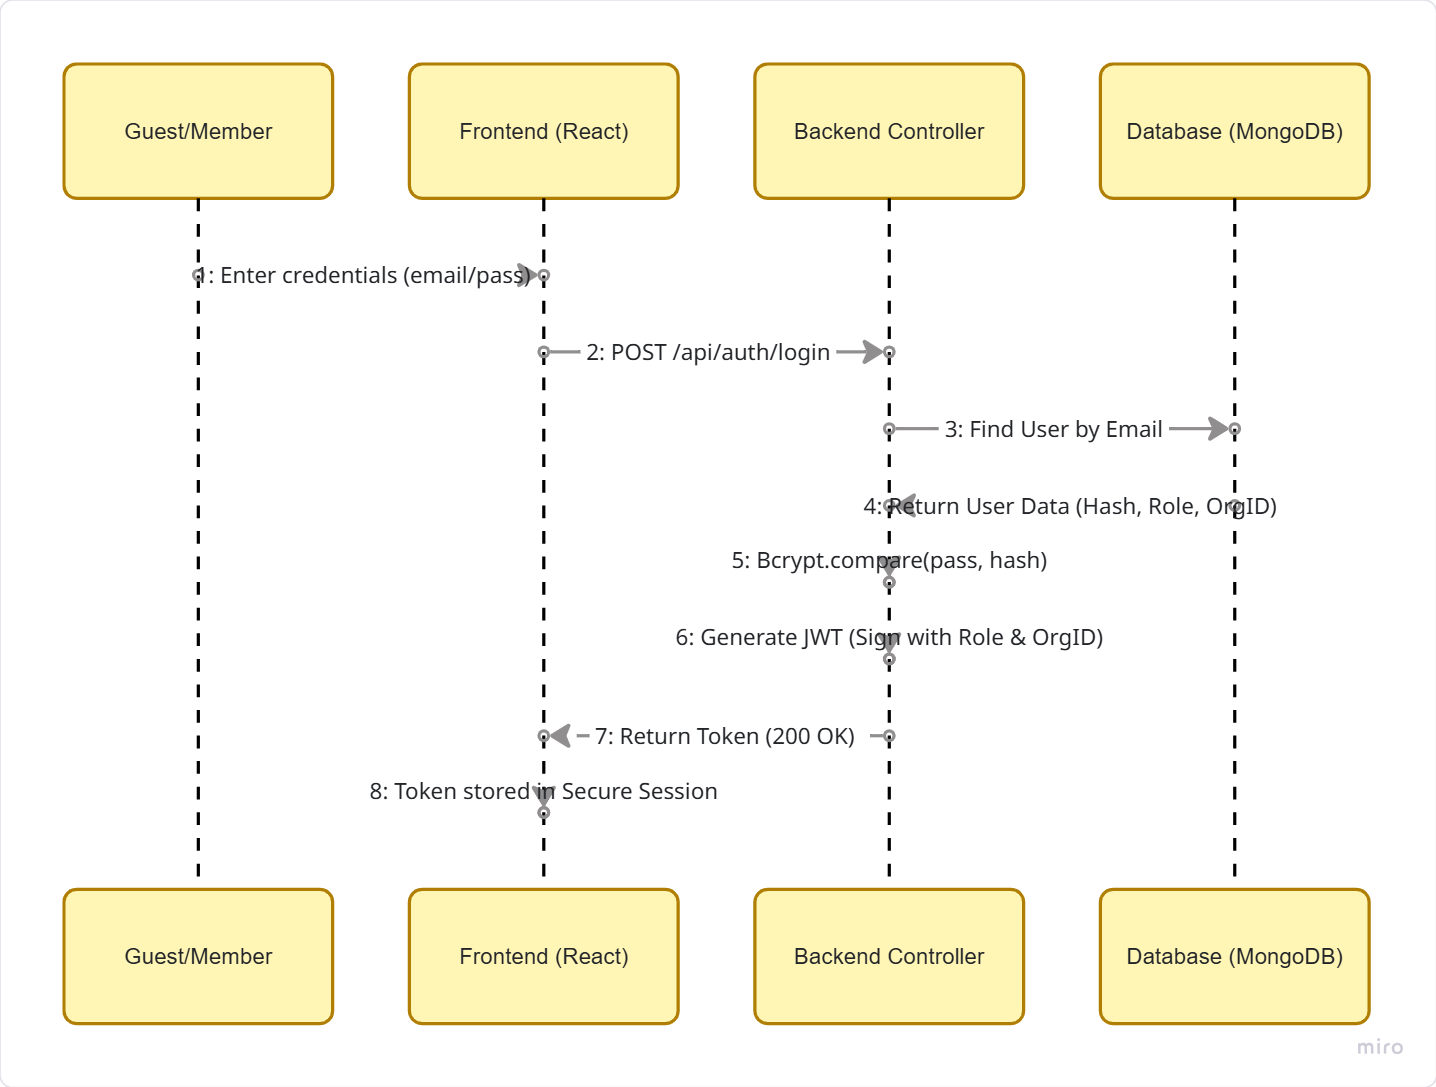 Guest/Member
Frontend (React)
Backend Controller
Database (MongoDB)
1: Enter credentials (email/pass)
2: POST /api/auth/login
3: Find User by Email
4: Return User Data (Hash, Role, OrgID)
5: Bcrypt.compare(pass, hash)
6: Generate JWT (Sign with Role & OrgID)
7: Return Token (200 OK)
8: Token stored in Secure Session
Guest/Member
Frontend (React)
Backend Controller
Database (MongoDB)
miro